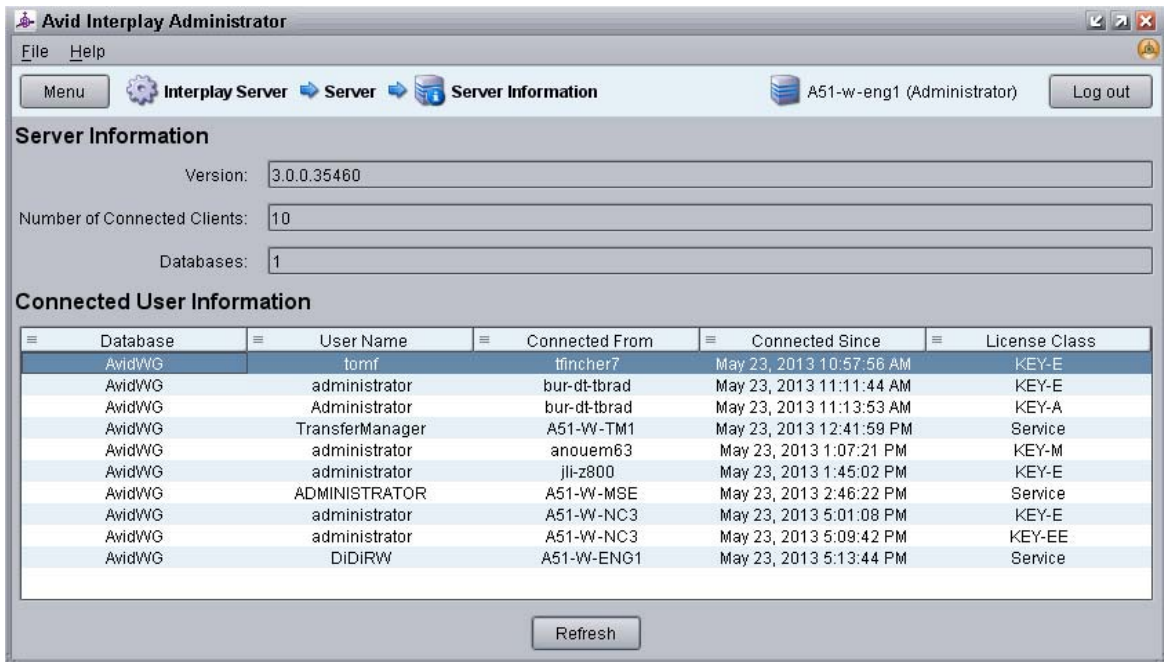 Avid Interplay Administrator
File Help
Menu Interplay Server Server Server Information A51-w-eng1 (Administrator) Log out
Server Information
Version: 3.0.0.35460
Number of Connected Clients: 10
Databases: 1
Connected User Information
Database User Name Connected From Connected Since License Class
AvidWG tomf tfincher7 May 23, 2013 10:57:56 AM KEY-E
AvidWG administrator bur-dt-tbrad May 23, 2013 11:11:44 AM KEY-E
AvidWG Administrator bur-dt-tbrad May 23, 2013 11:13:53 AM KEY-A
AvidWG TransferManager A51-W-TM1 May 23, 2013 12:41:59 PM Service
AvidWG administrator anouem63 May 23, 2013 1:07:21 PM KEY-M
AvidWG administrator jli-z800 May 23, 2013 1:45:02 PM KEY-E
AvidWG ADMINISTRATOR A51-W-MSE May 23, 2013 2:46:22 PM Service
AvidWG administrator A51-W-NC3 May 23, 2013 5:01:08 PM KEY-E
AvidWG administrator A51-W-NC3 May 23, 2013 5:09:42 PM KEY-EE
AvidWG DiDiRW A51-W-ENG1 May 23, 2013 5:13:44 PM Service
Refresh